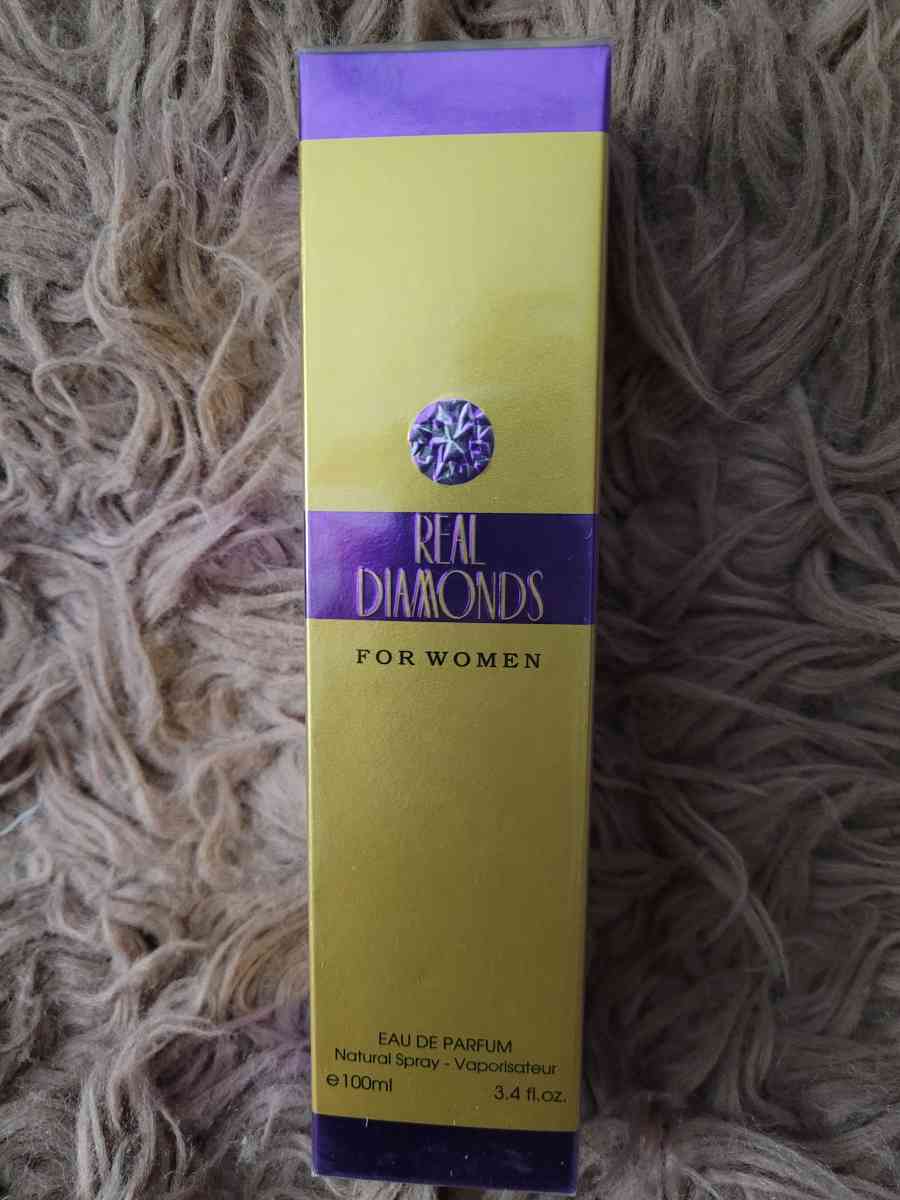 REAL
DIAMONDS
FOR WOMEN
EAU DE PARFUM
Natural Spray - Vaporisateur
℮100ml
3.4 fl.oz.